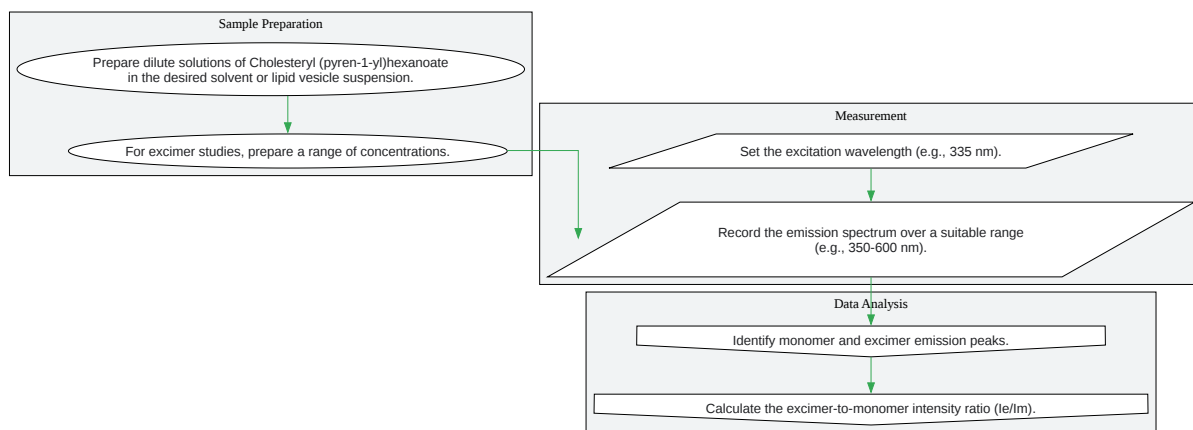 Sample Preparation
Prepare dilute solutions of Cholesteryl (pyren-1-yl)hexanoate
in the desired solvent or lipid vesicle suspension.
For excimer studies, prepare a range of concentrations.
Measurement
Set the excitation wavelength (e.g., 335 nm).
Record the emission spectrum over a suitable range
(e.g., 350-600 nm).
Data Analysis
Identify monomer and excimer emission peaks.
Calculate the excimer-to-monomer intensity ratio (Ie/Im).